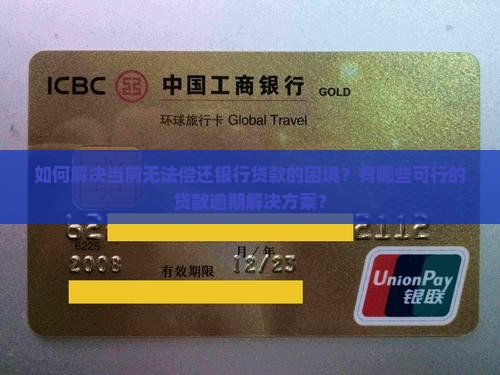 ICBC 中国工商银行 GOLD
环球旅行卡 Global Travel
如何解决当前无法偿还银行贷款的困境？有哪些可行的
贷款逾期解决方案？
62 2112
6225
月/年
2008 有效期限 12/23
UnionPay
银联